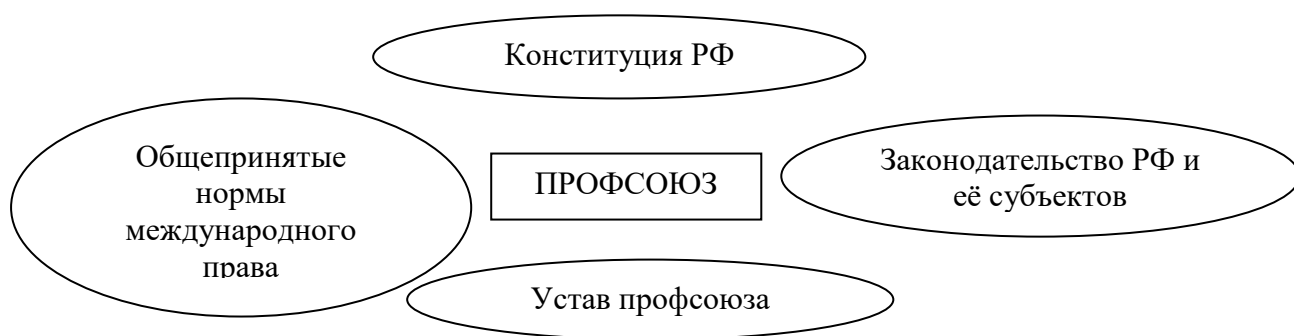 Конституция РФ
Общепринятые
нормы
международного
права
ПРОФСОЮЗ
Законодательство РФ и
её субъектов
Устав профсоюза